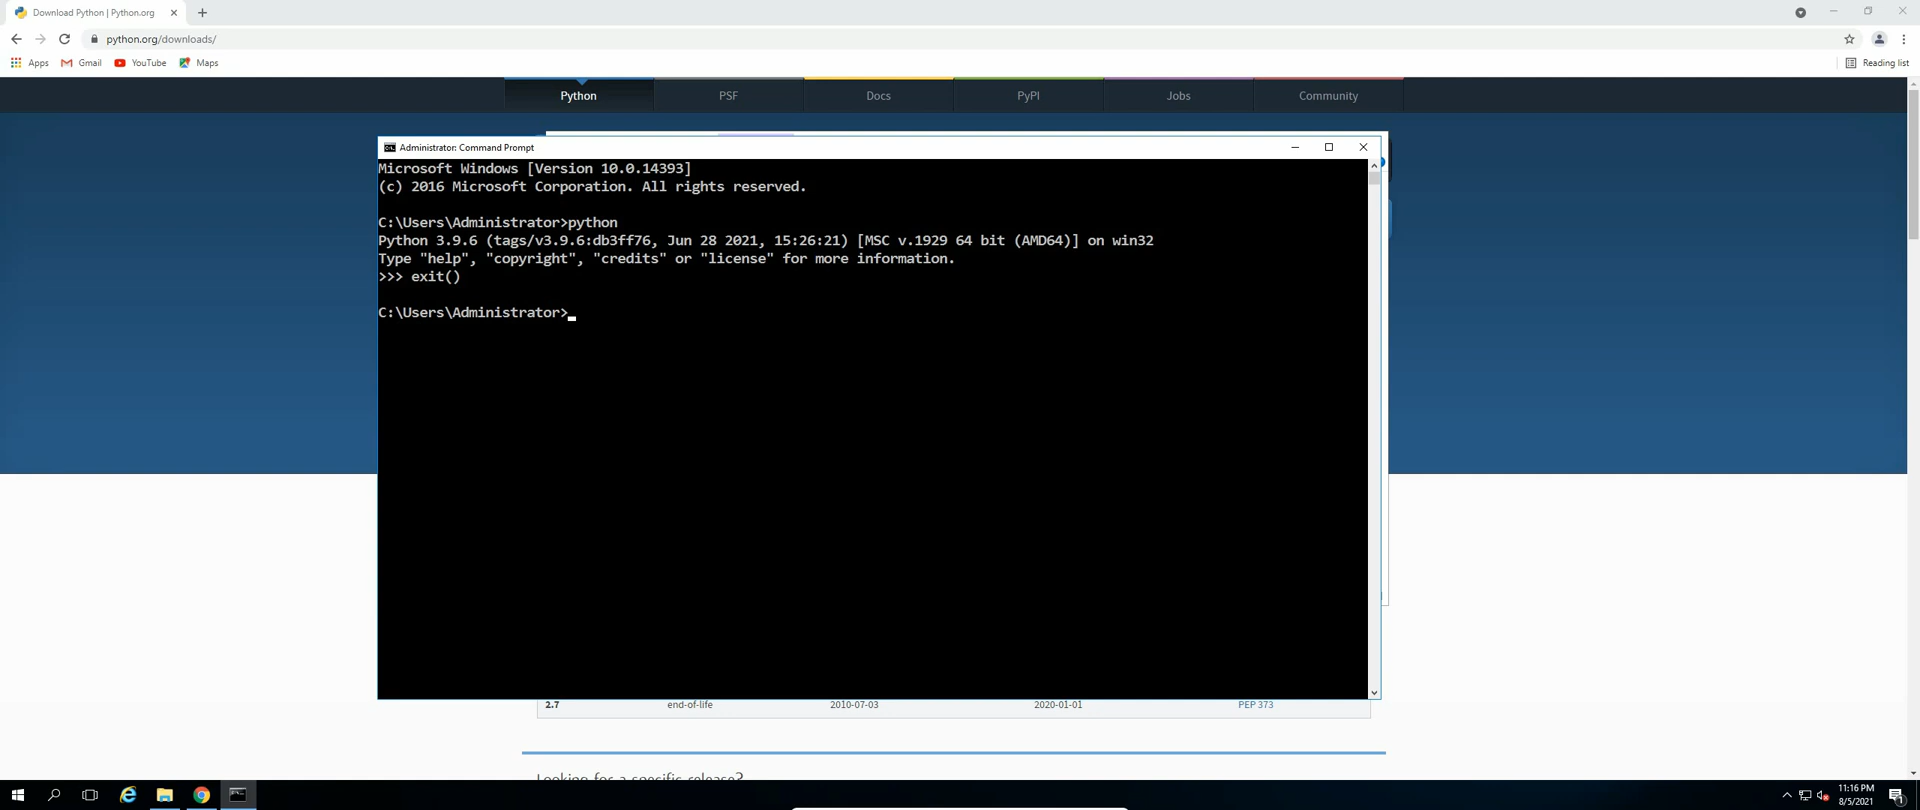 Download Python | Python.org
python.org/downloads/
Apps Gmail YouTube Maps Reading list
Python PSF Docs PyPI Jobs Community
Administrator: Command Prompt
Microsoft Windows [Version 10.0.14393]
(c) 2016 Microsoft Corporation. All rights reserved.
C:\Users\Administrator>python
Python 3.9.6 (tags/v3.9.6:db3ff76, Jun 28 2021, 15:26:21) [MSC v.1929 64 bit (AMD64)] on win32
Type "help", "copyright", "credits" or "license" for more information.
>>> exit()
C:\Users\Administrator>
2.7 end-of-life 2010-07-03 2020-01-01 PEP 373
Looking for a specific release?
11:16 PM
8/5/2021
1